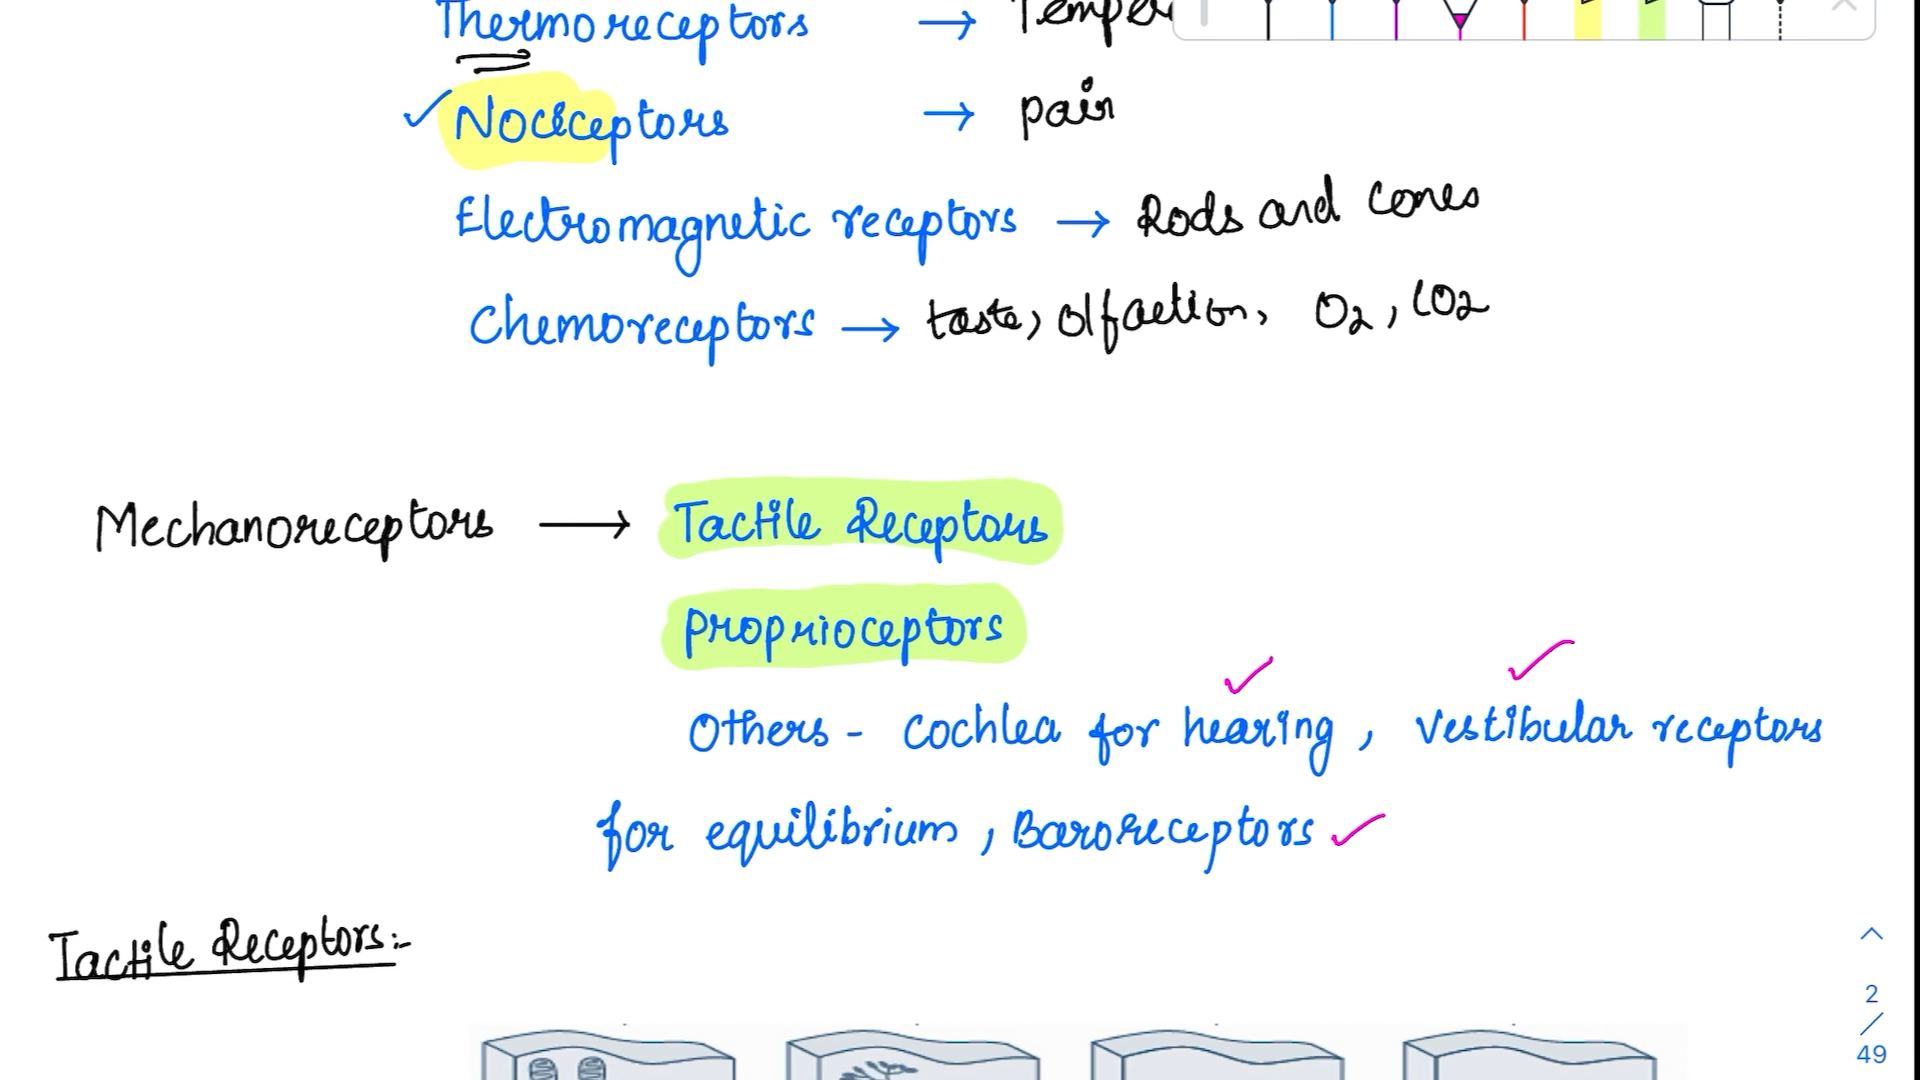 Thermoreceptors →
✓ Nociceptors → pain
Electromagnetic receptors → Rods and cones
Chemoreceptors → taste, olfaction, O2, CO2
Mechanoreceptors → Tactile Receptors
Proprioceptors
Others - cochlea for hearing, vestibular receptors
for equilibrium, Baroreceptors ✓
Tactile Receptors:-
2
/
49